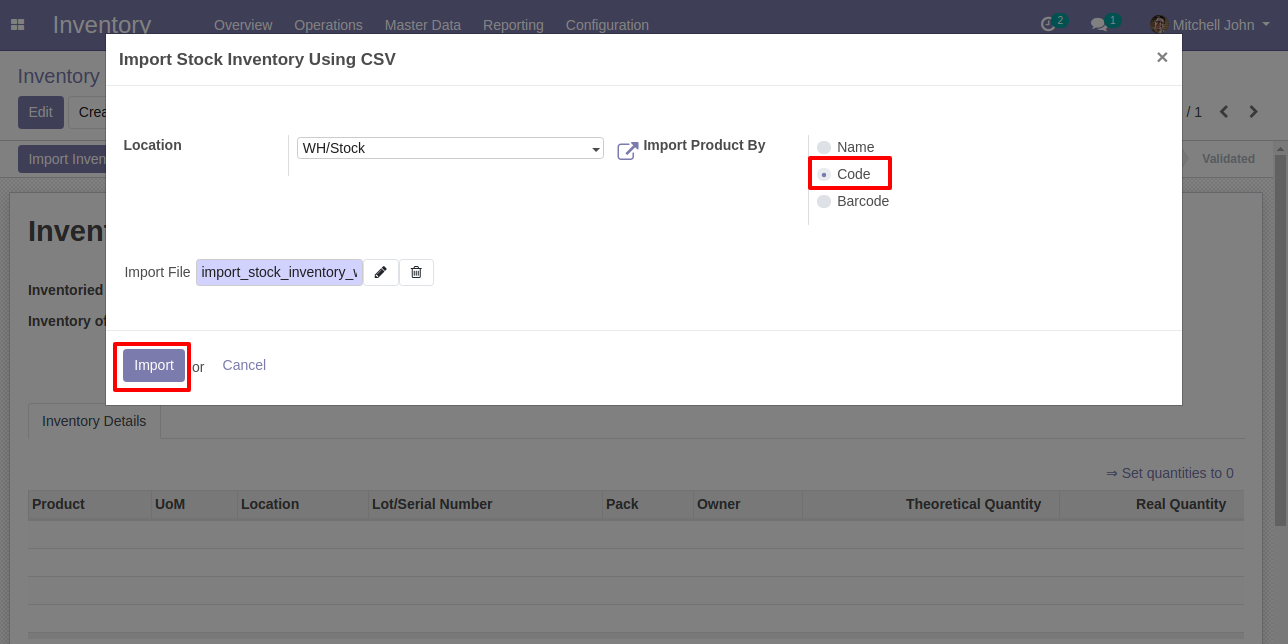 Inventory Overview Operations Master Data Reporting Configuration 2 1 Mitchell John
Import Stock Inventory Using CSV ×
Inventory
Edit
/ 1
Location WH/Stock Import Product By Name
Code
Barcode
Import Inven
Validated
Inven
Import File import_stock_inventory_
Inventoried
Inventory of
Import or Cancel
Inventory Details
⇒ Set quantities to 0
Product UoM Location Lot/Serial Number Pack Owner Theoretical Quantity Real Quantity